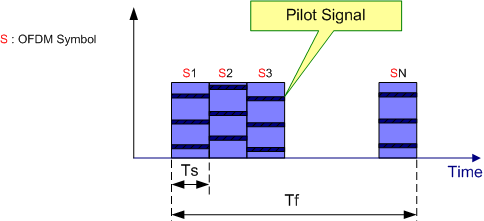 Pilot Signal
S : OFDM Symbol
S1 S2 S3 SN
Time
Ts
Tf